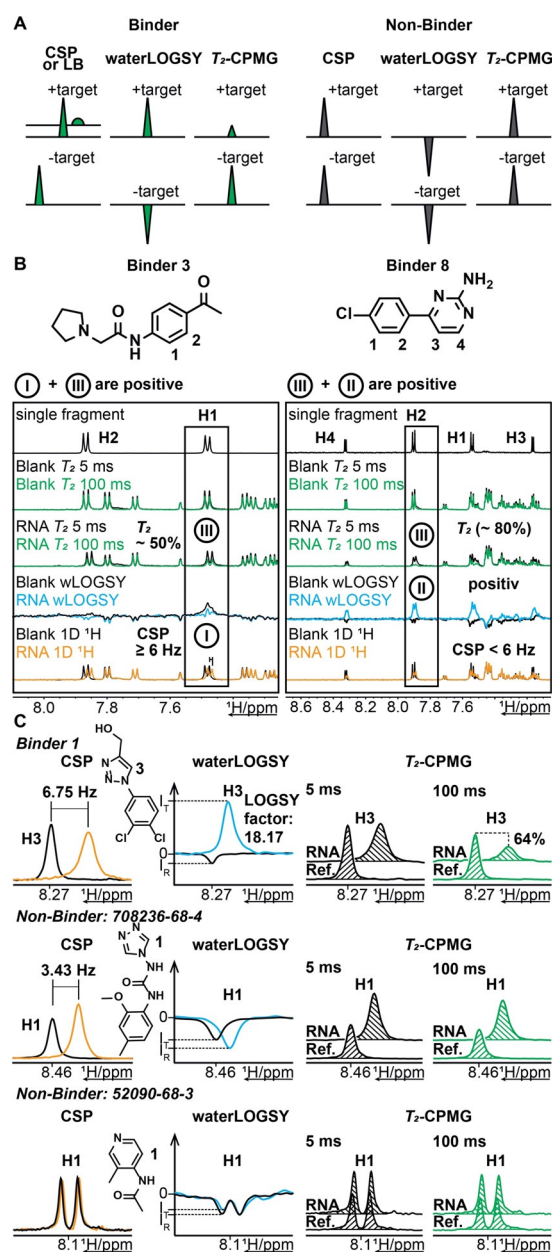 A
Binder
Non-Binder
CSP
or LB
waterLOGSY
T₂-CPMG
CSP
waterLOGSY
T₂-CPMG
+target
+target
+target
+target
+target
+target
-target
-target
-target
-target
-target
-target
B
Binder 3
Binder 8
N
O
N
H
O
1
2
Cl
N
N
NH₂
1
2
3
4
I + III are positive
III + II are positive
single fragment
H1
H2
Blank T₂ 5 ms
Blank T₂ 100 ms
RNA T₂ 5 ms
RNA T₂ 100 ms
T₂
~ 50%
III
Blank wLOGSY
RNA wLOGSY
Blank 1D ¹H
RNA 1D ¹H
CSP
≥ 6 Hz
I
8.0 7.8 7.6 ¹H/ppm
single fragment
H2
H4
H1
H3
Blank T₂ 5 ms
Blank T₂ 100 ms
RNA T₂ 5 ms
RNA T₂ 100 ms
III
T₂ (~ 80%)
Blank wLOGSY
RNA wLOGSY
II
positiv
Blank 1D ¹H
RNA 1D ¹H
CSP < 6 Hz
8.6 8.4 8.2 8.0 7.8 7.6 7.4 7.2 ¹H/ppm
C
Binder 1
CSP
6.75 Hz
H3
8.27 ¹H/ppm
HO
3
N
N
N
Cl
Cl
waterLOGSY
H3
LOGSY
factor:
18.17
I T
0
I R
8.27 ¹H/ppm
T₂-CPMG
5 ms
H3
RNA
Ref.
8.27 ¹H/ppm
100 ms
H3
64%
8.27 ¹H/ppm
Non-Binder: 708236-68-4
CSP
3.43 Hz
H1
8.46 ¹H/ppm
N
N
1
N
NH
O
NH
O
waterLOGSY
H1
0
I T
R
8.46 ¹H/ppm
T₂-CPMG
5 ms
H1
RNA
Ref.
8.46 ¹H/ppm
100 ms
H1
RNA
Ref.
8.46 ¹H/ppm
Non-Binder: 52090-68-3
CSP
H1
8.11 ¹H/ppm
N
1
NH
O
waterLOGSY
H1
0
I T
R
8.11 ¹H/ppm
T₂-CPMG
5 ms
H1
RNA
Ref.
8.11 ¹H/ppm
100 ms
H1
RNA
Ref.
8.11 ¹H/ppm